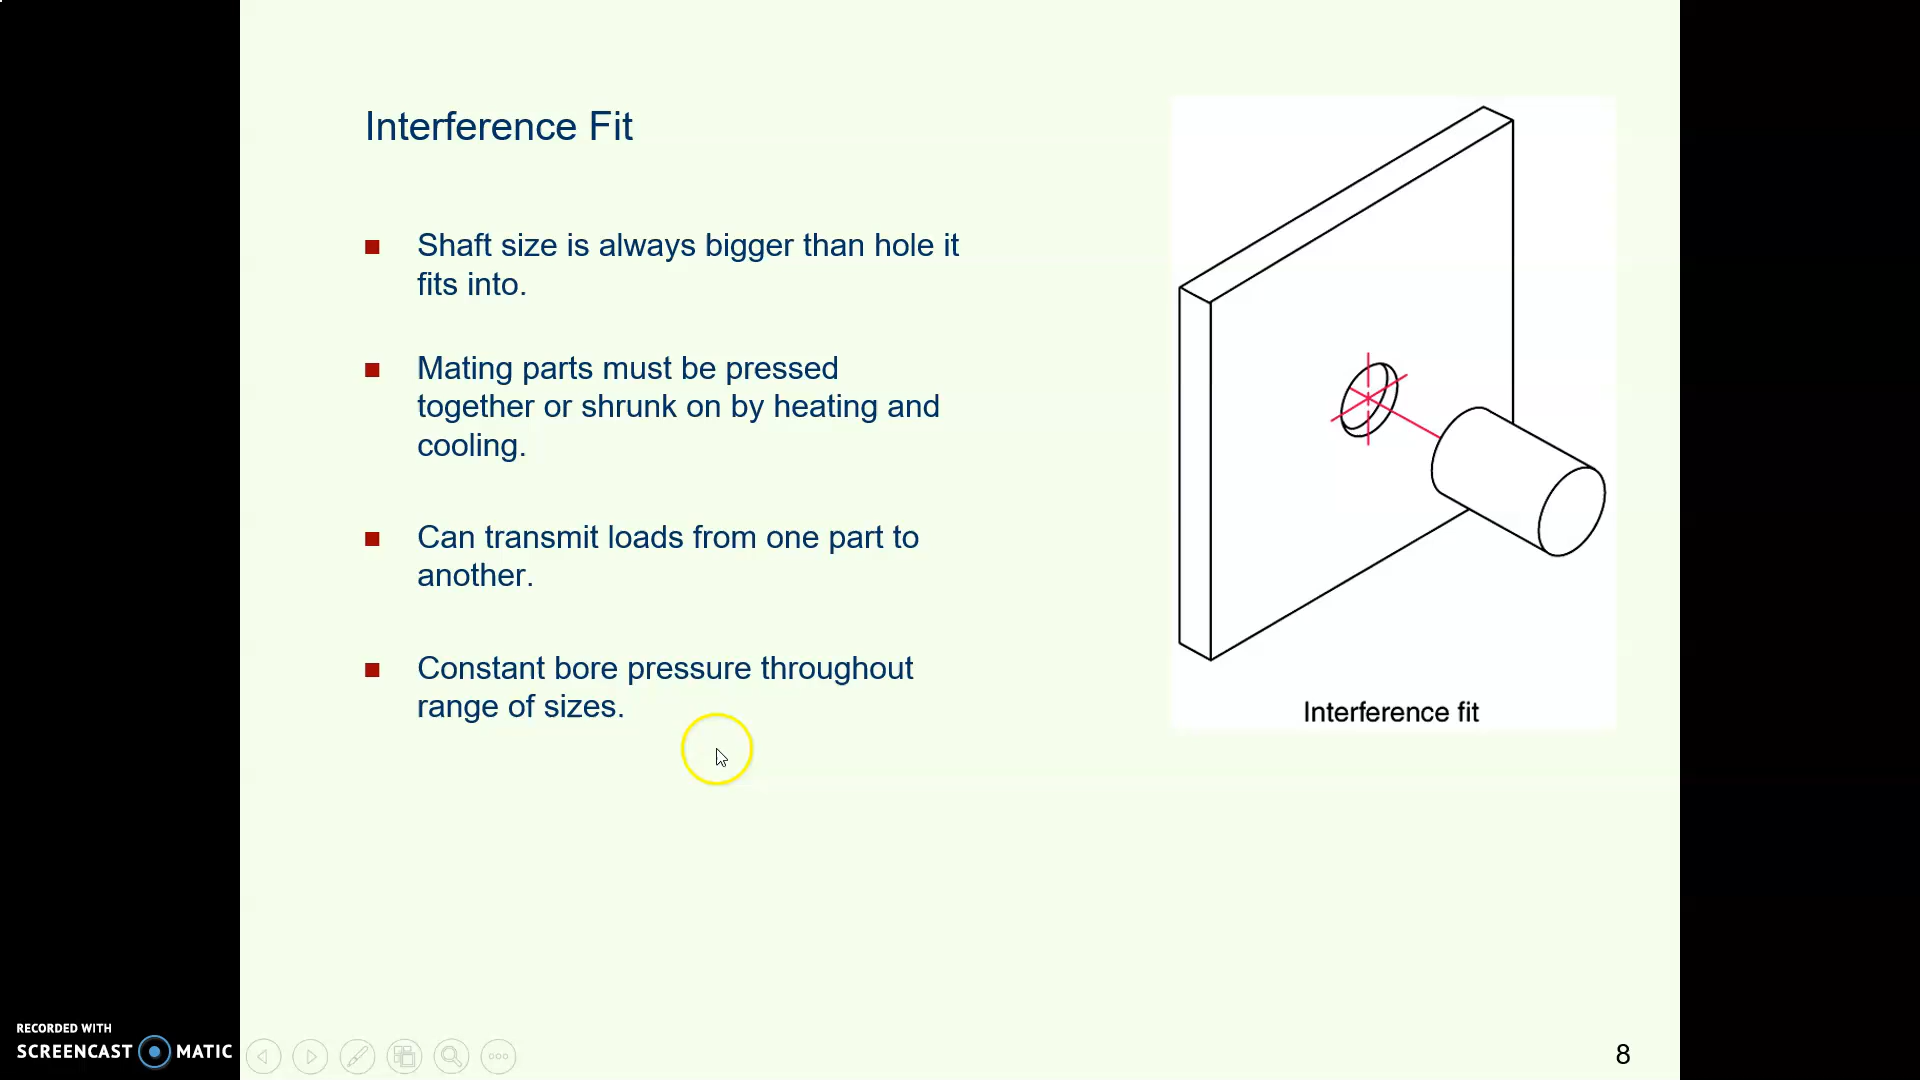 Interference Fit
Shaft size is always bigger than hole it
fits into.
Mating parts must be pressed
together or shrunk on by heating and
cooling.
Can transmit loads from one part to
another.
Constant bore pressure throughout
range of sizes.
Interference fit
RECORDED WITH
SCREENCAST MATIC
8